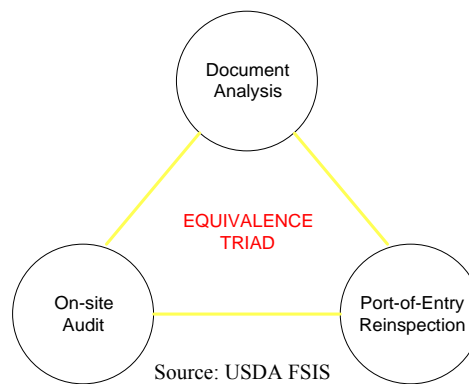 Document
Analysis
EQUIVALENCE
TRIAD
On-site
Audit
Port-of-Entry
Reinspection
Source: USDA FSIS